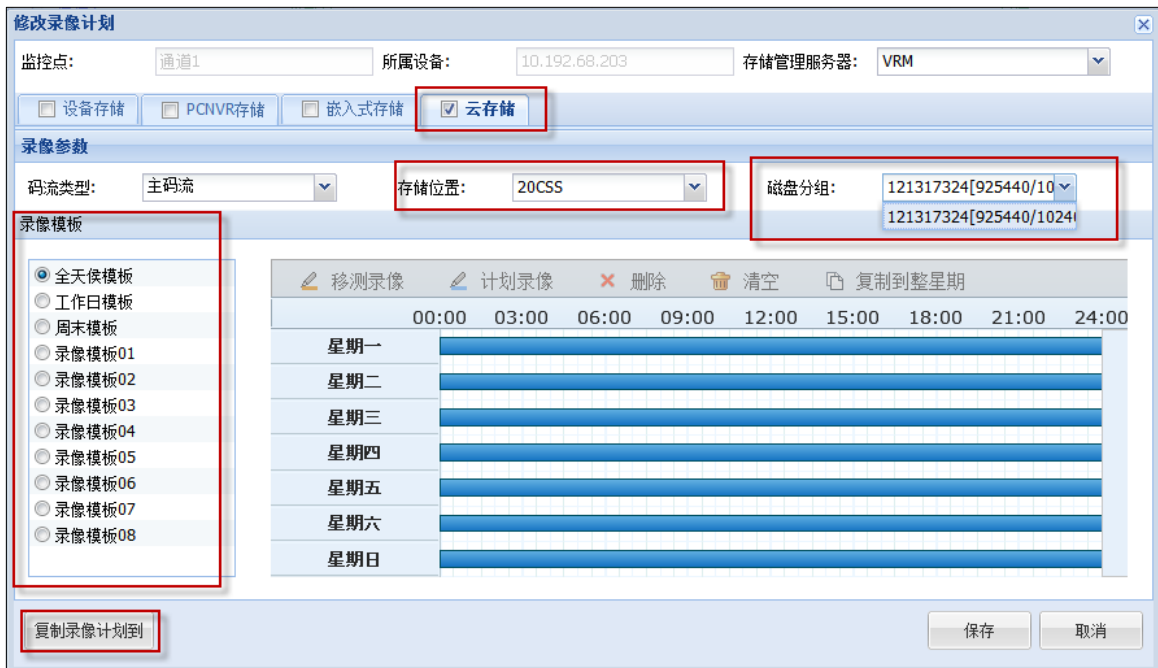 修改录像计划
监控点: 通道1 所属设备: 10.192.68.203 存储管理服务器: VRM
设备存储 PCNVR存储 嵌入式存储 云存储
录像参数
码流类型: 主码流 存储位置: 20CSS 磁盘分组: 121317324[925440/10
121317324[925440/1024
录像模板
全天侯模板
工作日模板
周末模板
录像模板01
录像模板02
录像模板03
录像模板04
录像模板05
录像模板06
录像模板07
录像模板08
移测录像 计划录像 删除 清空 复制到整星期
00:00 03:00 06:00 09:00 12:00 15:00 18:00 21:00 24:00
星期一
星期二
星期三
星期四
星期五
星期六
星期日
复制录像计划到 保存 取消